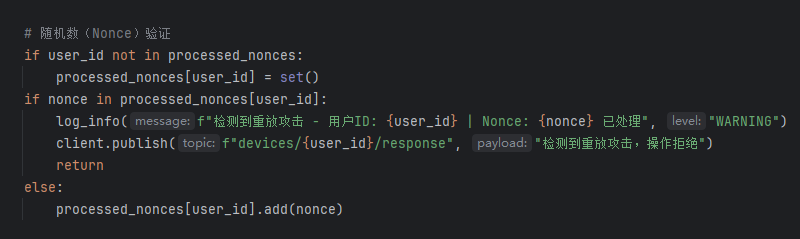 # 随机数（Nonce）验证
if user_id not in processed_nonces:
    processed_nonces[user_id] = set()
if nonce in processed_nonces[user_id]:
    log_info( message: f"检测到重放攻击 - 用户ID: {user_id} | Nonce: {nonce} 已处理", level: "WARNING")
    client.publish( topic: f"devices/{user_id}/response", payload: "检测到重放攻击，操作拒绝")
    return
else:
    processed_nonces[user_id].add(nonce)